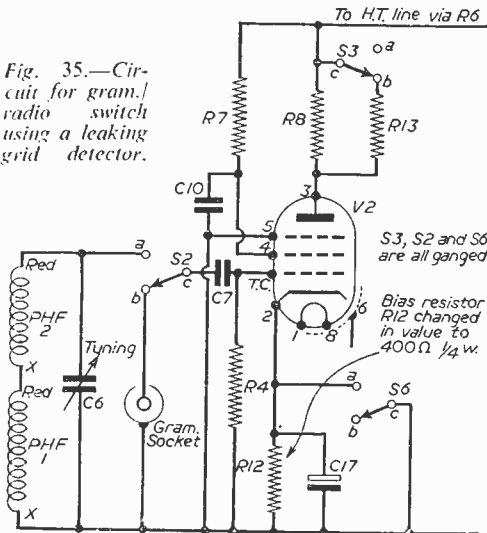 To H.T. line via R6
Fig. 35.—Cir-
cuit for gram./
radio switch
using a leaking
grid detector.
S3
a
c
b
R7
R8
R13
C10
3
V2
5
4
T.C.
2
1
8
6
S3, S2 and S6
are all ganged
a
S2
b
c
C7
Red
PHF
2
X
Red
PHF
1
X
Tuning
C6
Gram.
Socket
R4
R12
Bias resistor
R12 changed
in value to
400Ω ¼ w.
a
S6
b
c
C17